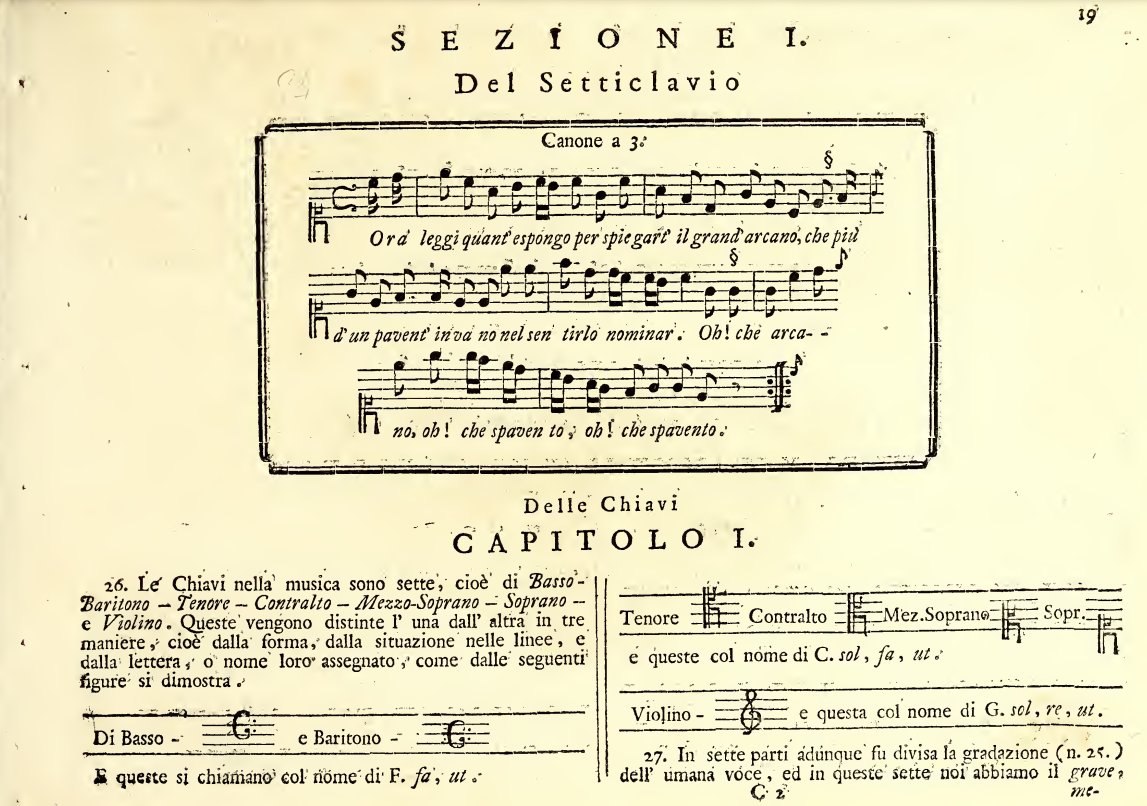 19
SEZIONE I.
Del Setticlavio
Canone a 3.
Ora leggi quant' espongo per spiegart' il grand' arcano, che più
d'un pavent' inva no nel sen tirlo nominar. Oh! che arca- -
no, oh! che spaven to, oh! che spavento.
Delle Chiavi
CAPITOLO I.
26. Le Chiavi nella musica sono sette, cioè di Basso -
Baritono - Tenore - Contralto - Mezzo-Soprano - Soprano -
e Violino. Queste vengono distinte l' una dall' altra in tre
maniere, cioè dalla forma, dalla situazione nelle linee, e
dalla lettera, o nome loro assegnato, come dalle seguenti
figure si dimostra.
Di Basso - e Baritono -
E queste si chiamano col nome di F. fa, ut.
Tenore Contralto Mez.Soprano Sopr.
e queste col nome di C. sol, fa, ut.
Violino - e questa col nome di G. sol, re, ut.
27. In sette parti adunque fu divisa la gradazione (n. 25.)
dell' umana voce, ed in queste sette noi abbiamo il grave,
C 2 me-